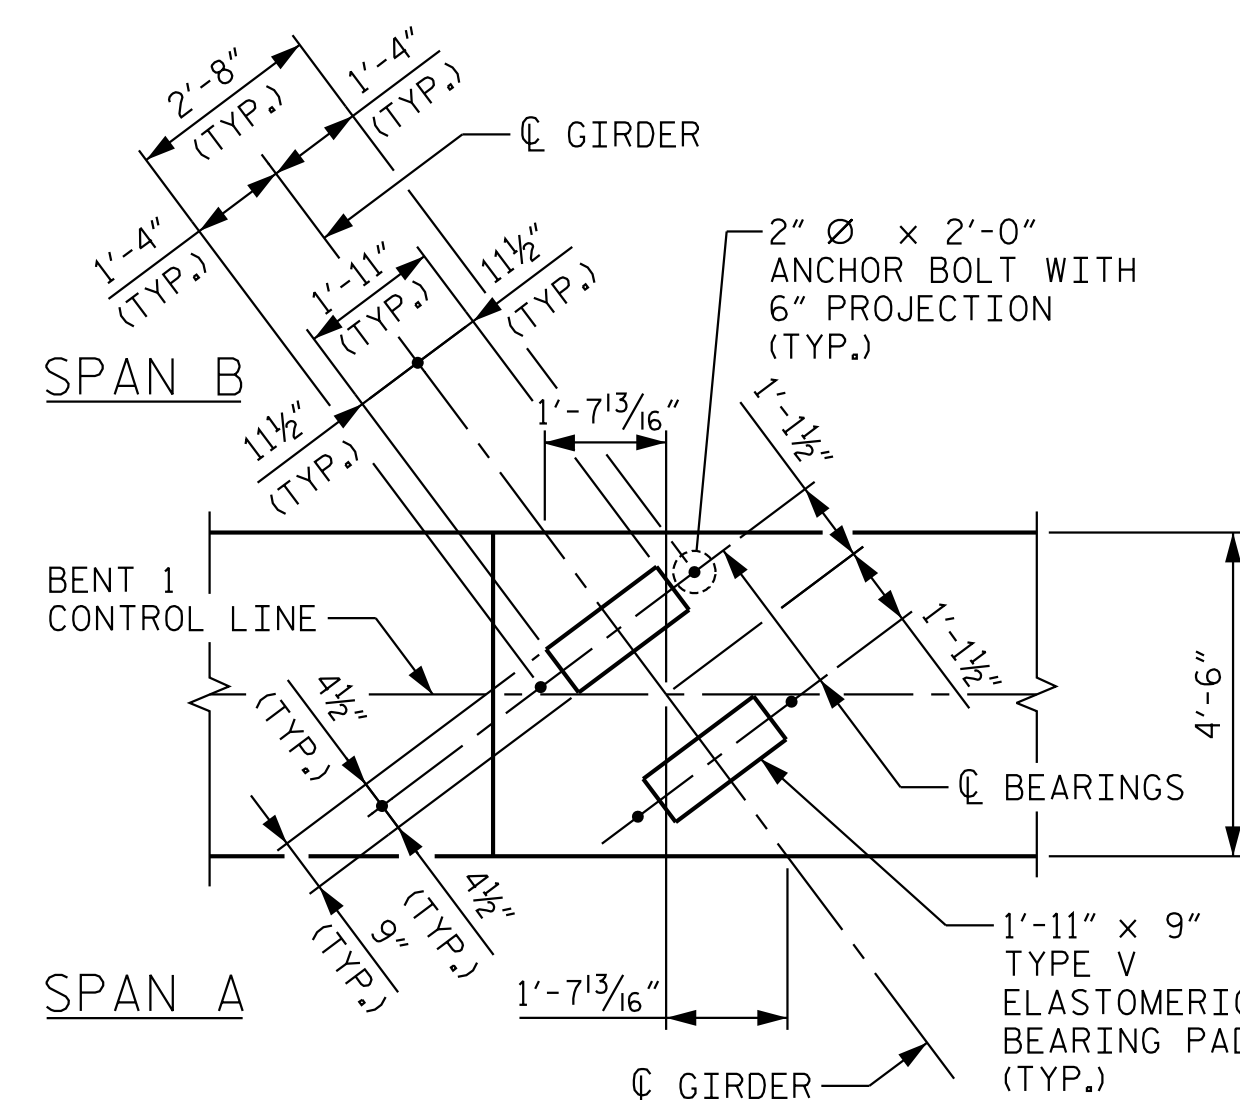 2'-8"
(TYP.)
1'-4"
(TYP.)
℄ GIRDER
1'-4"
(TYP.)
1'-11"
(TYP.)
11½"
(TYP.)
2" Ø x 2'-0"
ANCHOR BOLT WITH
6" PROJECTION
(TYP.)
SPAN B
11½"
(TYP.)
1'-7 13/16"
1'-1½"
BENT 1
CONTROL LINE
1'-1½"
4'-6"
4½"
(TYP.)
℄ BEARINGS
4½"
(TYP.)
9"
(TYP.)
SPAN A
1'-7 13/16"
1'-11" x 9"
TYPE V
ELASTOMERIC
BEARING PAD
(TYP.)
℄ GIRDER